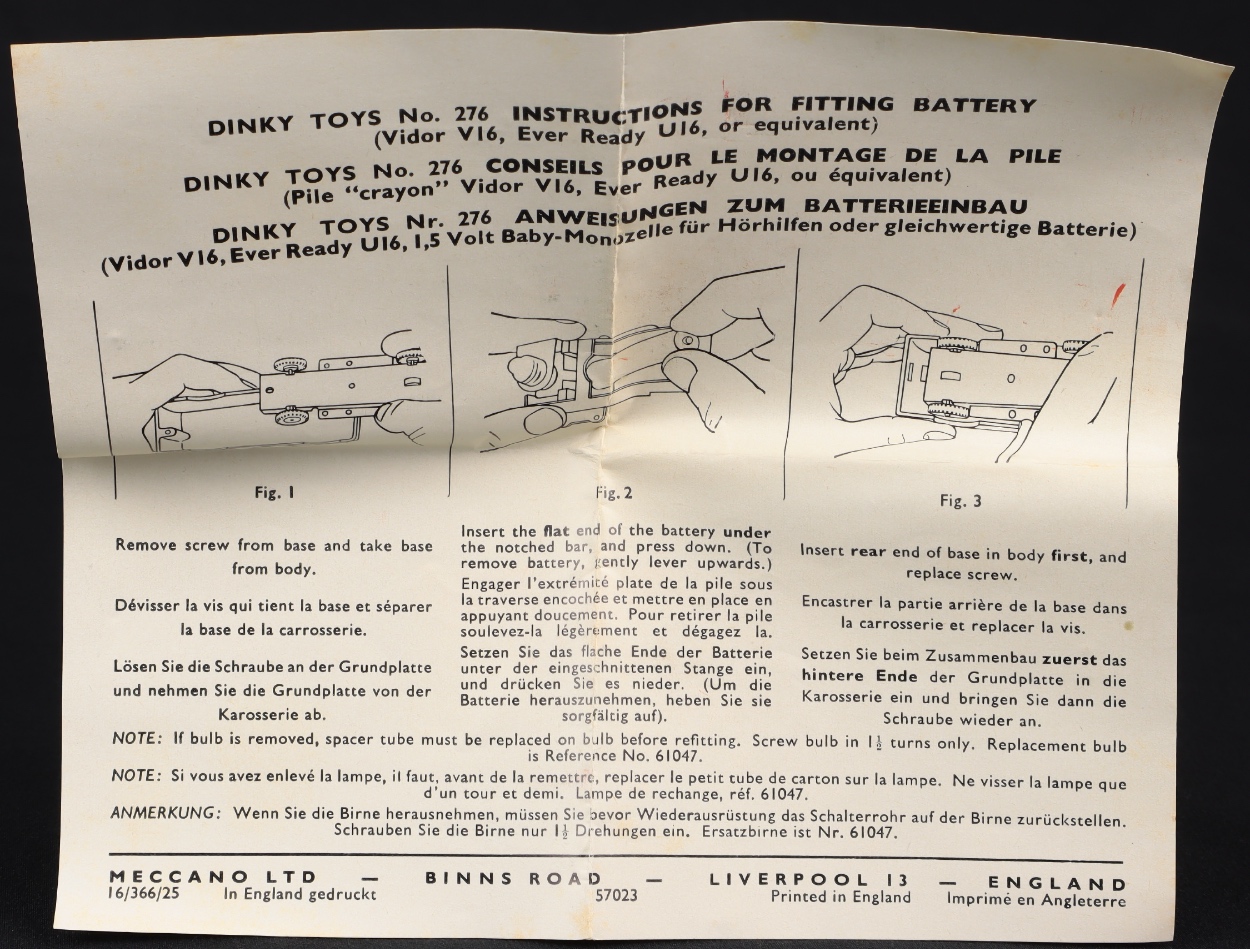 DINKY TOYS No. 276 INSTRUCTIONS FOR FITTING BATTERY
(Vidor V16, Ever Ready U16, or equivalent)
DINKY TOYS No. 276 CONSEILS POUR LE MONTAGE DE LA PILE
(Pile “crayon” Vidor V16, Ever Ready U16, ou équivalent)
DINKY TOYS Nr. 276 ANWEISUNGEN ZUM BATTERIEEINBAU
(Vidor V16, Ever Ready U16, 1,5 Volt Baby-Monozelle für Hörhilfen oder gleichwertige Batterie)
Fig. 1
Remove screw from base and take base
from body.
Dévisser la vis qui tient la base et séparer
la base de la carrosserie.
Lösen Sie die Schraube an der Grundplatte
und nehmen Sie die Grundplatte von der
Karosserie ab.
Fig. 2
Insert the flat end of the battery under
the notched bar, and press down. (To
remove battery, gently lever upwards.)
Engager l'extrémité plate de la pile sous
la traverse encochée et mettre en place en
appuyant doucement. Pour retirer la pile
soulevez-la légèrement et dégagez la.
Setzen Sie das flache Ende der Batterie
unter der eingeschnittenen Stange ein,
und drücken Sie es nieder. (Um die
Batterie herauszunehmen, heben Sie sie
sorgfältig auf).
Fig. 3
Insert rear end of base in body first, and
replace screw.
Encastrer la partie arrière de la base dans
la carrosserie et replacer la vis.
Setzen Sie beim Zusammenbau zuerst das
hintere Ende der Grundplatte in die
Karosserie ein und bringen Sie dann die
Schraube wieder an.
NOTE: If bulb is removed, spacer tube must be replaced on bulb before refitting. Screw bulb in 1½ turns only. Replacement bulb
is Reference No. 61047.
NOTE: Si vous avez enlevé la lampe, il faut, avant de la remettre, replacer le petit tube de carton sur la lampe. Ne visser la lampe que
d'un tour et demi. Lampe de rechange, réf. 61047.
ANMERKUNG: Wenn Sie die Birne herausnehmen, müssen Sie bevor Wiederausrüstung das Schalterrohr auf der Birne zurückstellen.
Schrauben Sie die Birne nur 1½ Drehungen ein. Ersatzbirne ist Nr. 61047.
MECCANO LTD — BINNS ROAD — LIVERPOOL 13 — ENGLAND
16/366/25 In England gedruckt 57023 Printed in England Imprimé en Angleterre